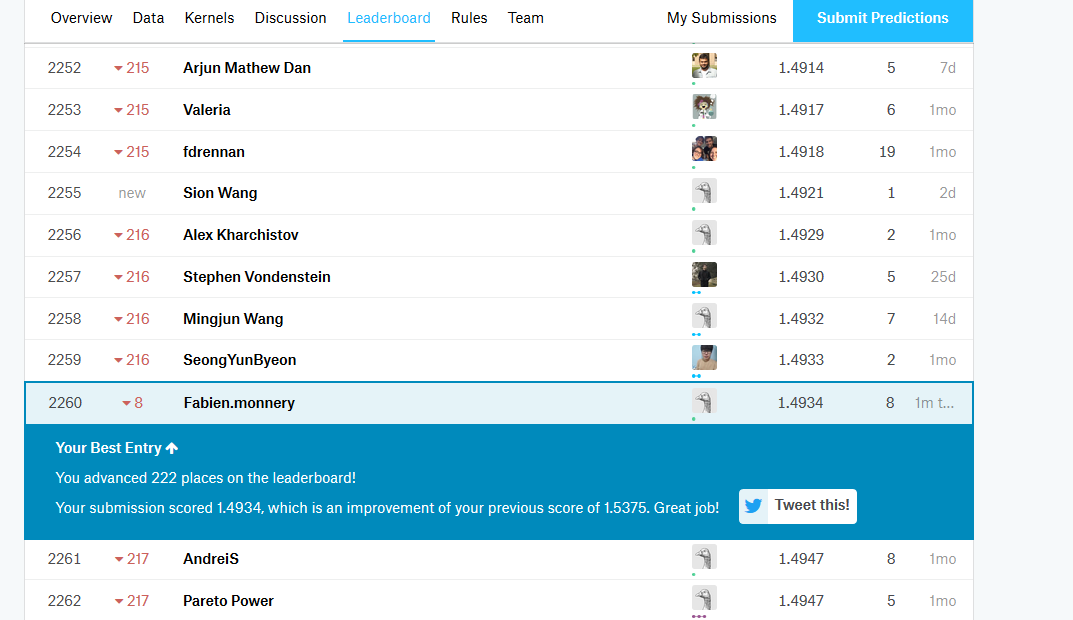 Overview Data Kernels Discussion Leaderboard Rules Team My Submissions Submit Predictions
2252 215 Arjun Mathew Dan 1.4914 5 7d
2253 215 Valeria 1.4917 6 1mo
2254 215 fdrennan 1.4918 19 1mo
2255 new Sion Wang 1.4921 1 2d
2256 216 Alex Kharchistov 1.4929 2 1mo
2257 216 Stephen Vondenstein 1.4930 5 25d
2258 216 Mingjun Wang 1.4932 7 14d
2259 216 SeongYunByeon 1.4933 2 1mo
2260 8 Fabien.monnery 1.4934 8 1m t...
Your Best Entry
You advanced 222 places on the leaderboard!
Your submission scored 1.4934, which is an improvement of your previous score of 1.5375. Great job! Tweet this!
2261 217 AndreiS 1.4947 8 1mo
2262 217 Pareto Power 1.4947 5 1mo